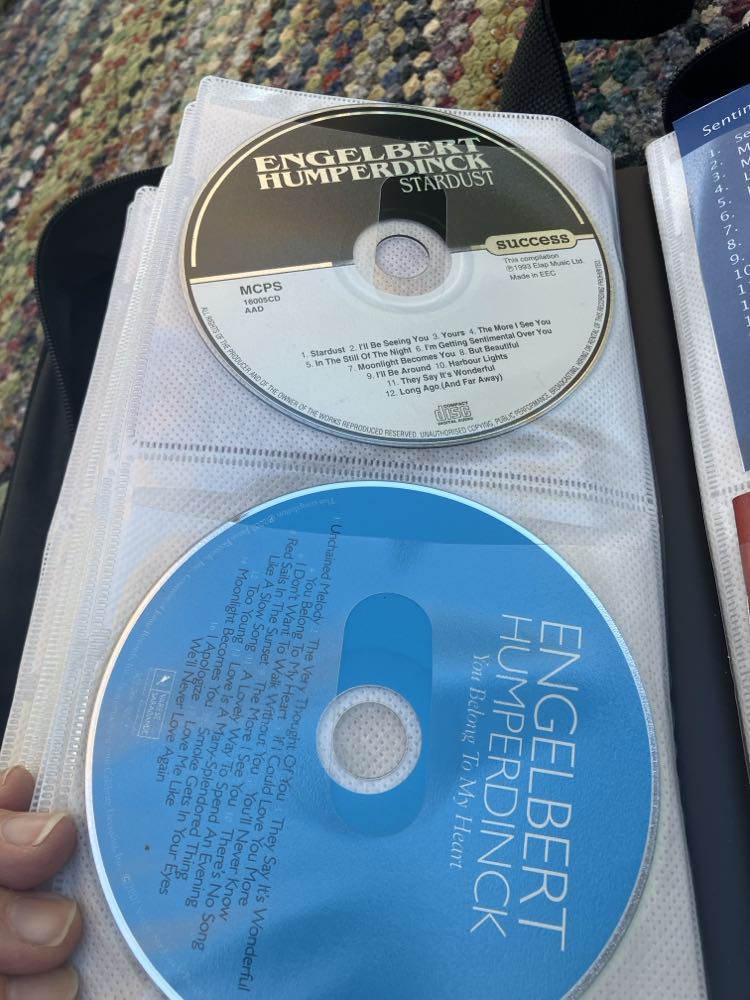 ENGELBERT
HUMPERDINCK
STARDUST
success
This compilation
℗1993 Elap Music Ltd.
Made in EEC
MCPS
16005CD
AAD
1. Stardust 2. I'll Be Seeing You 3. Yours 4. The More I See You
5. In The Still Of The Night 6. I'm Getting Sentimental Over You
7. Moonlight Becomes You 8. But Beautiful
9. I'll Be Around 10. Harbour Lights
11. They Say It's Wonderful
12. Long Ago (And Far Away)
COMPACT
disc
DIGITAL AUDIO
ALL RIGHTS OF THE PRODUCER AND OF THE OWNER OF THE WORKS REPRODUCED RESERVED. UNAUTHORISED COPYING, PUBLIC PERFORMANCE, BROADCASTING, HIRING OR RENTAL OF THIS RECORDING PROHIBITED
ENGELBERT
HUMPERDINCK
You Belong To My Heart
Unchained Melody The Very Thought Of You They Say It's Wonderful
You Belong To My Heart If I Could Love You More
I Don't Want To Walk Without You You'll Never Know
Red Sails In The Sunset The More I See You There's No Song
Like A Slow Song A Lovely Way To Spend An Evening
Too Young Love Is A Many-Splendored Thing
Moonlight Becomes You Smoke Gets In Your Eyes
I Apologize Love Me Like
We'll Never Love Again
Sentin
1. Se
2. M
3. M
4. L
5.
6.
7.
8.
9.
10